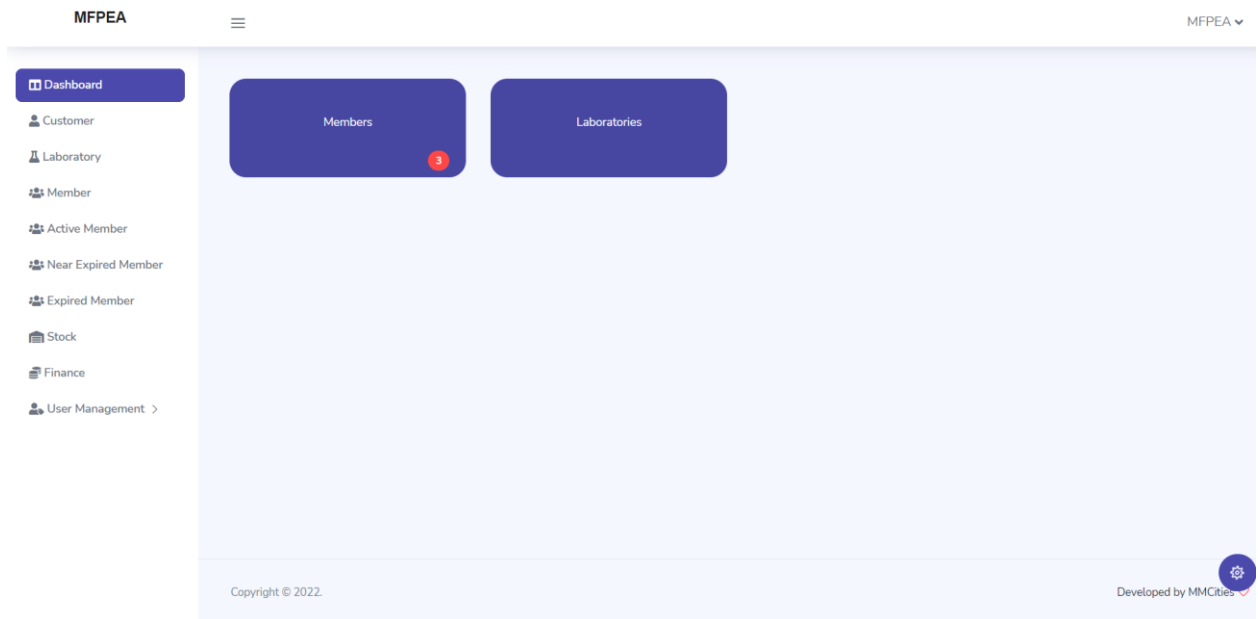 MFPEA
MFPEA
Dashboard
Customer
Laboratory
Member
Active Member
Near Expired Member
Expired Member
Stock
Finance
User Management
Members
3
Laboratories
Copyright © 2022.
Developed by MMCities